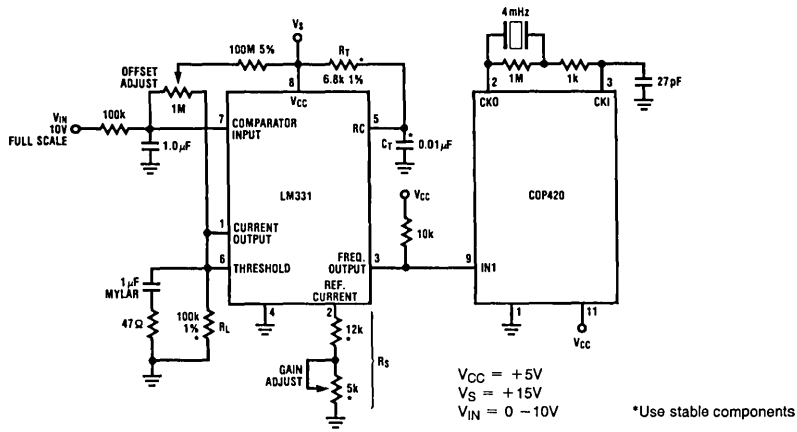 4mHz
VS
100M 5%
RT
*
6.8k 1%
OFFSET
ADJUST
1M
8
VCC
2
1M
1k
3
27pF
CKO
CKI
VIN
10V
FULL SCALE
100k
7
COMPARATOR
INPUT
RC
5
*
CT
0.01µF
1.0µF
LM331
COP420
VCC
10k
1
CURRENT
OUTPUT
6
THRESHOLD
FREQ.
OUTPUT
3
9
IN1
1µF
MYLAR
REF.
CURRENT
4
2
1
11
VCC
47Ω
100k
1%
*
RL
12k
*
RS
GAIN
ADJUST
5k
*
VCC = +5V
VS = +15V
VIN = 0 –10V
*Use stable components